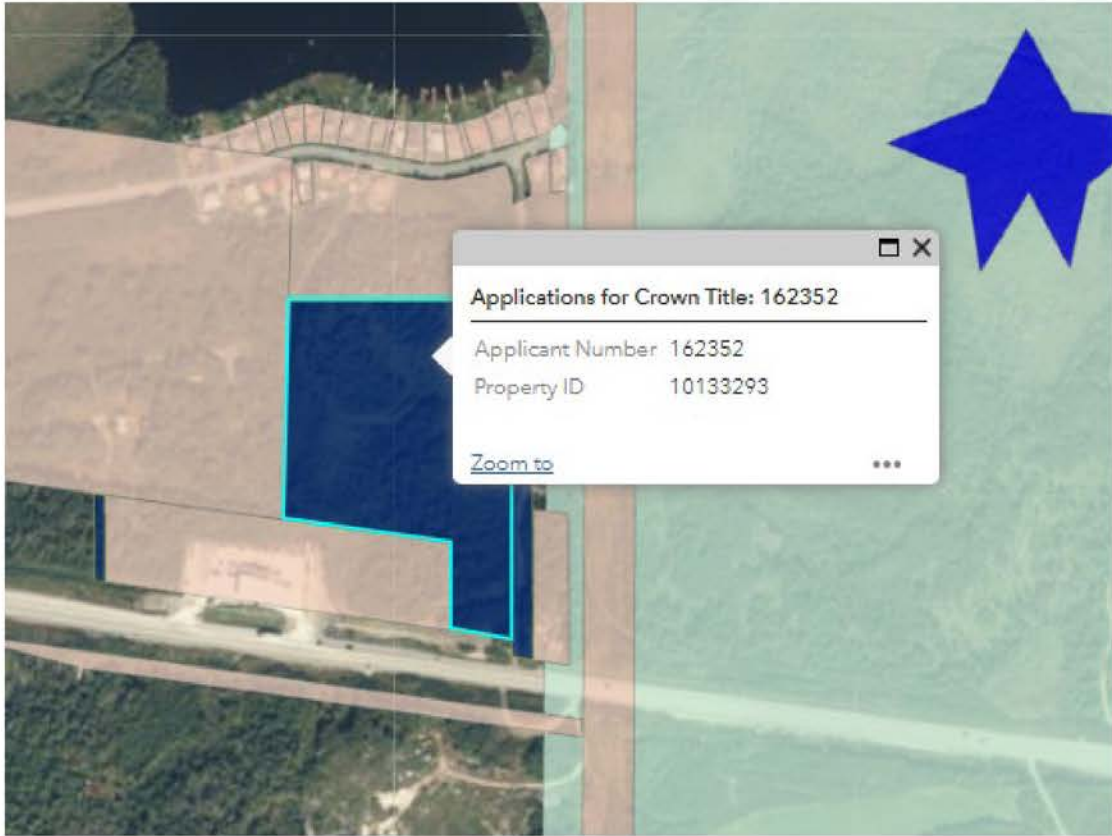 Applications for Crown Title: 162352
Applicant Number 162352
Property ID 10133293
Zoom to